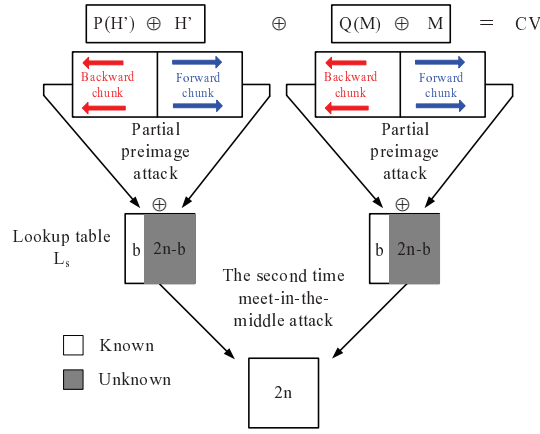 P(H') ⊕ H' ⊕ Q(M) ⊕ M = CV
Backward chunk Forward chunk Backward chunk Forward chunk
Partial preimage attack Partial preimage attack
⊕ ⊕
Lookup table Ls
b 2n-b b 2n-b
The second time meet-in-the-middle attack
Known
Unknown
2n